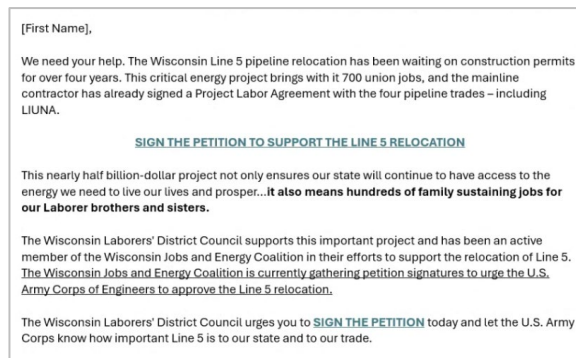 [First Name],
We need your help. The Wisconsin Line 5 pipeline relocation has been waiting on construction permits
for over four years. This critical energy project brings with it 700 union jobs, and the mainline
contractor has already signed a Project Labor Agreement with the four pipeline trades – including
LIUNA.
SIGN THE PETITION TO SUPPORT THE LINE 5 RELOCATION
This nearly half billion-dollar project not only ensures our state will continue to have access to the
energy we need to live our lives and prosper...it also means hundreds of family sustaining jobs for
our Laborer brothers and sisters.
The Wisconsin Laborers' District Council supports this important project and has been an active
member of the Wisconsin Jobs and Energy Coalition in their efforts to support the relocation of Line 5.
The Wisconsin Jobs and Energy Coalition is currently gathering petition signatures to urge the U.S.
Army Corps of Engineers to approve the Line 5 relocation.
The Wisconsin Laborers' District Council urges you to SIGN THE PETITION today and let the U.S. Army
Corps know how important Line 5 is to our state and to our trade.